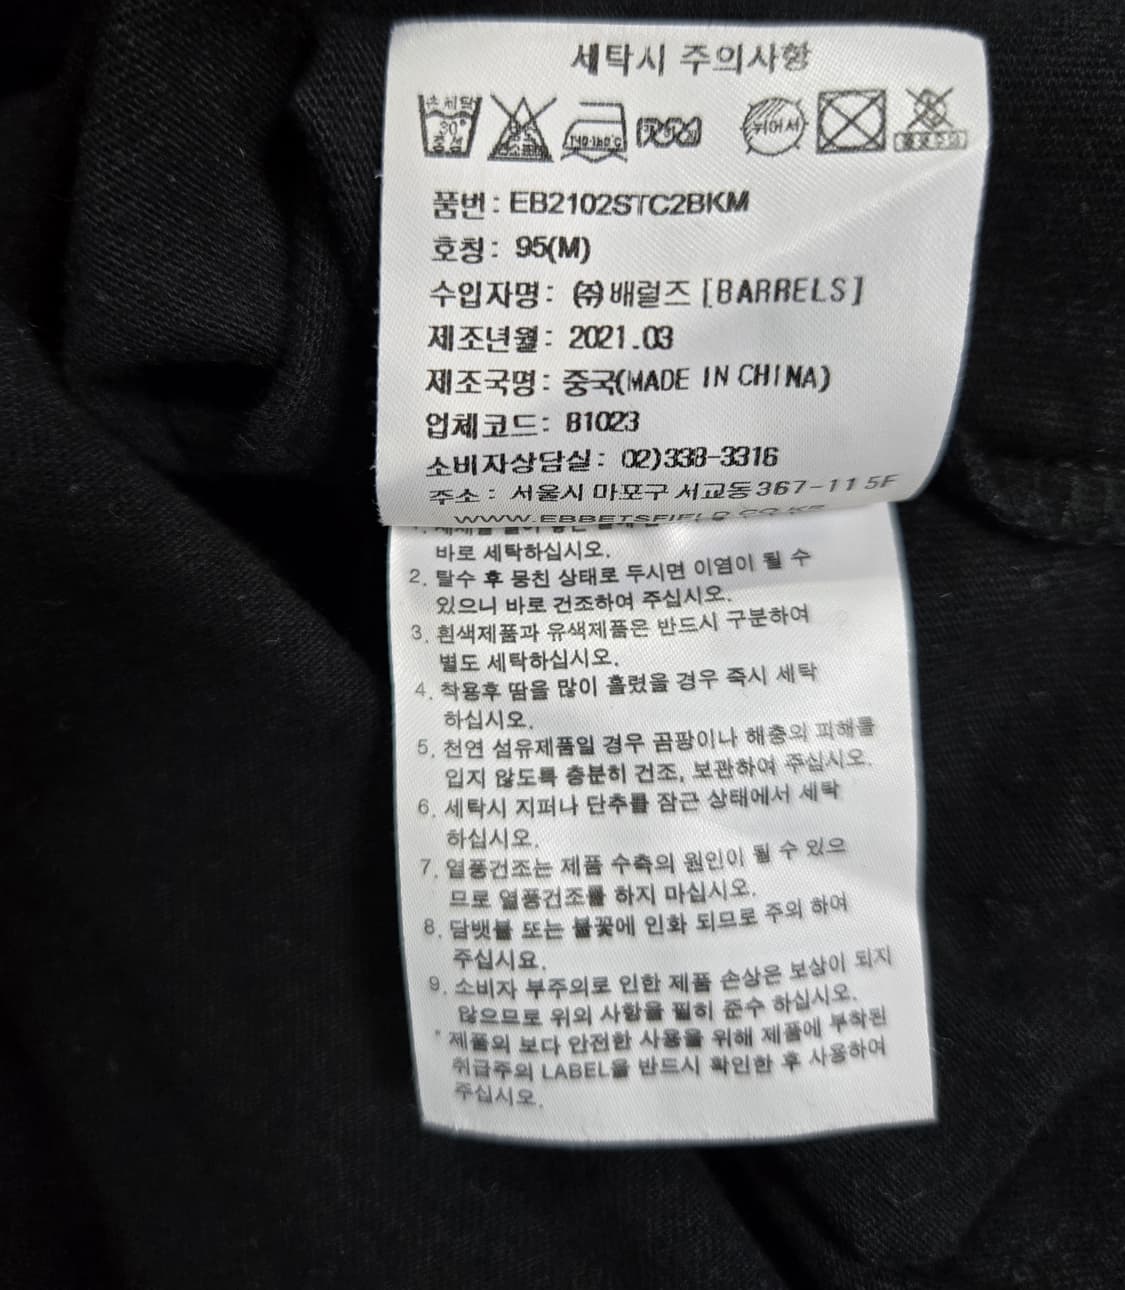 세탁시 주의사항
손세탁
30°
중성
염소표백
140-160℃
뉘어서
품번: EB2102STC2BKM
호칭: 95(M)
수입자명: ㈜배럴즈 [BARRELS]
제조년월: 2021.03
제조국명: 중국(MADE IN CHINA)
업체코드: B1023
소비자상담실: 02)338-3316
주소: 서울시 마포구 서교동367-11 5F
WWW.EBBETSFIELD.CO.KR
바로 세탁하십시오.
2. 탈수 후 뭉친 상태로 두시면 이염이 될 수
있으니 바로 건조하여 주십시오.
3. 흰색제품과 유색제품은 반드시 구분하여
별도 세탁하십시오.
4. 착용후 땀을 많이 흘렸을 경우 즉시 세탁
하십시오.
5. 천연 섬유제품일 경우 곰팡이나 해충의 피해를
입지 않도록 충분히 건조, 보관하여 주십시오.
6. 세탁시 지퍼나 단추를 잠근 상태에서 세탁
하십시오.
7. 열풍건조는 제품 수축의 원인이 될 수 있으
므로 열풍건조를 하지 마십시오.
8. 담뱃불 또는 불꽃에 인화 되므로 주의 하여
주십시요.
9. 소비자 부주의로 인한 제품 손상은 보상이 되지
않으므로 위의 사항을 필히 준수 하십시오.
* 제품의 보다 안전한 사용을 위해 제품에 부착된
취급주의 LABEL을 반드시 확인한 후 사용하여
주십시오.